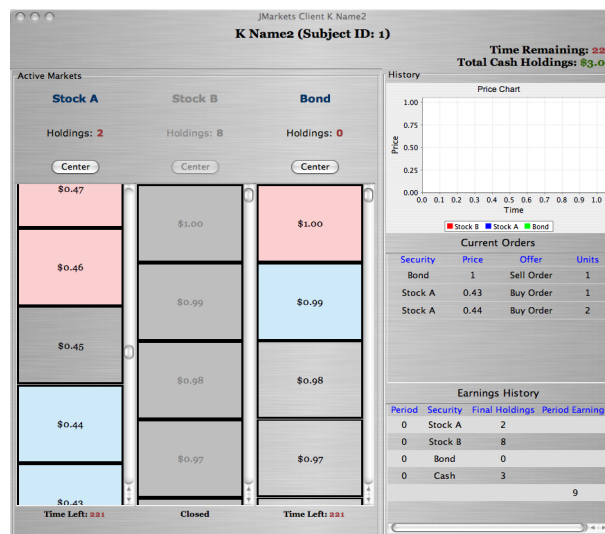 JMarkets Client K Name2
K Name2 (Subject ID: 1)
Time Remaining: 22
Total Cash Holdings: $3.0
Active Markets
Stock A Stock B Bond
Holdings: 2 Holdings: 8 Holdings: 0
Center Center Center
$0.47
$0.46
$0.45
$0.44
$0.43
$1.00
$0.99
$0.98
$0.97
$1.00
$0.99
$0.98
$0.97
Time Left: 221 Closed Time Left: 221
History
Price Chart
1.00
0.75
0.50
0.25
0.00
Price
0.0 0.1 0.2 0.3 0.4 0.5 0.6 0.7 0.8 0.9 1.0
Time
Stock B Stock A Bond
Current Orders
Security Price Offer Units
Bond 1 Sell Order 1
Stock A 0.43 Buy Order 1
Stock A 0.44 Buy Order 2
Earnings History
Period Security Final Holdings Period Earning
0 Stock A 2
0 Stock B 8
0 Bond 0
0 Cash 3
9